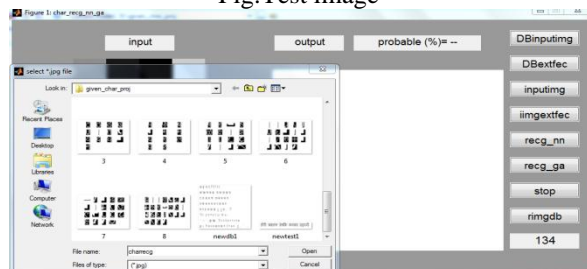 Fig.Test image
Figure 1: char_recg_nn_ga
input
output
probable (%)= --
DBinputimg
DBextfec
inputimg
iimgextfec
recg_nn
recg_ga
stop
rimgdb
134
select *.jpg file
Look in:
given_char_proj
Recent Places
Desktop
Libraries
Computer
Network
3
4
5
6
7
8
newdb1
newtest1
File name:
charrecg
Open
Files of type:
(*.jpg)
Cancel